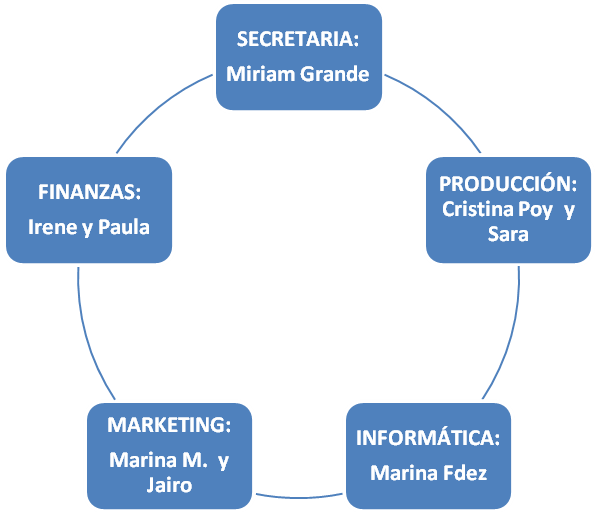 SECRETARIA:
Miriam Grande
FINANZAS:
Irene y Paula
PRODUCCIÓN:
Cristina Poy y
Sara
MARKETING:
Marina M. y
Jairo
INFORMÁTICA:
Marina Fdez